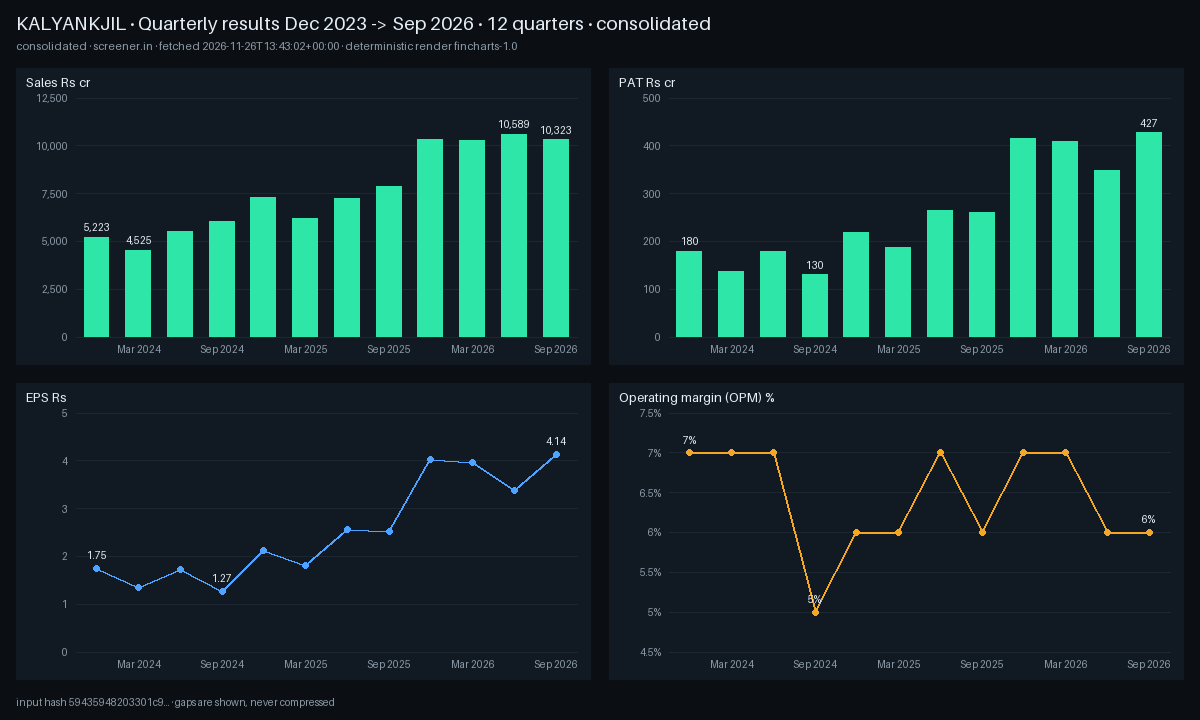 KALYANKJIL · Quarterly results Dec 2023 -> Sep 2026 · 12 quarters · consolidated
consolidated · screener.in · fetched 2026-11-26T13:43:02+00:00 · deterministic render fincharts-1.0
Sales Rs cr
12,500
10,000
7,500
5,000
2,500
0
5,223
4,525
10,589
10,323
Mar 2024
Sep 2024
Mar 2025
Sep 2025
Mar 2026
Sep 2026
PAT Rs cr
500
400
300
200
100
0
180
130
427
Mar 2024
Sep 2024
Mar 2025
Sep 2025
Mar 2026
Sep 2026
EPS Rs
5
4
3
2
1
0
1.75
1.27
4.14
Mar 2024
Sep 2024
Mar 2025
Sep 2025
Mar 2026
Sep 2026
Operating margin (OPM) %
7.5%
7%
6.5%
6%
5.5%
5%
4.5%
7%
5%
6%
Mar 2024
Sep 2024
Mar 2025
Sep 2025
Mar 2026
Sep 2026
input hash 59435948203301c9… · gaps are shown, never compressed